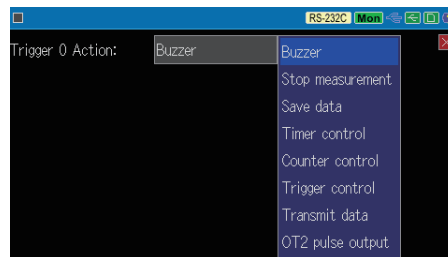 RS-232C Mon
Trigger 0 Action: Buzzer
Buzzer
Stop measurement
Save data
Timer control
Counter control
Trigger control
Transmit data
OT2 pulse output